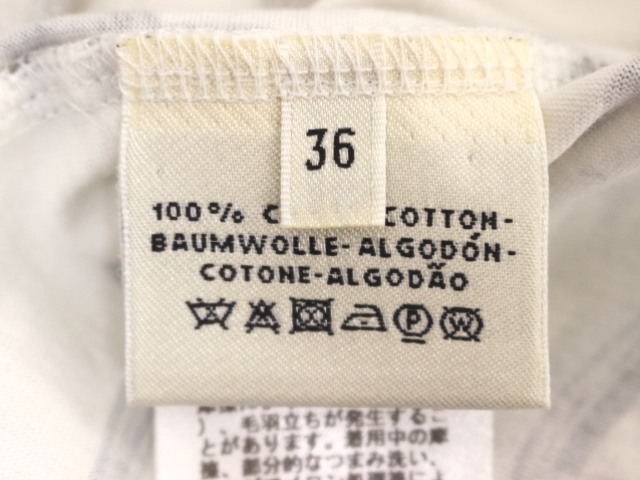 36
100% C COTTON-
BAUMWOLLE-ALGODÓN-
COTONE-ALGODÃO
P W
)、毛羽立ちが発生するこ
とがあります。着用中の摩
擦、部分的なつまみ洗い、